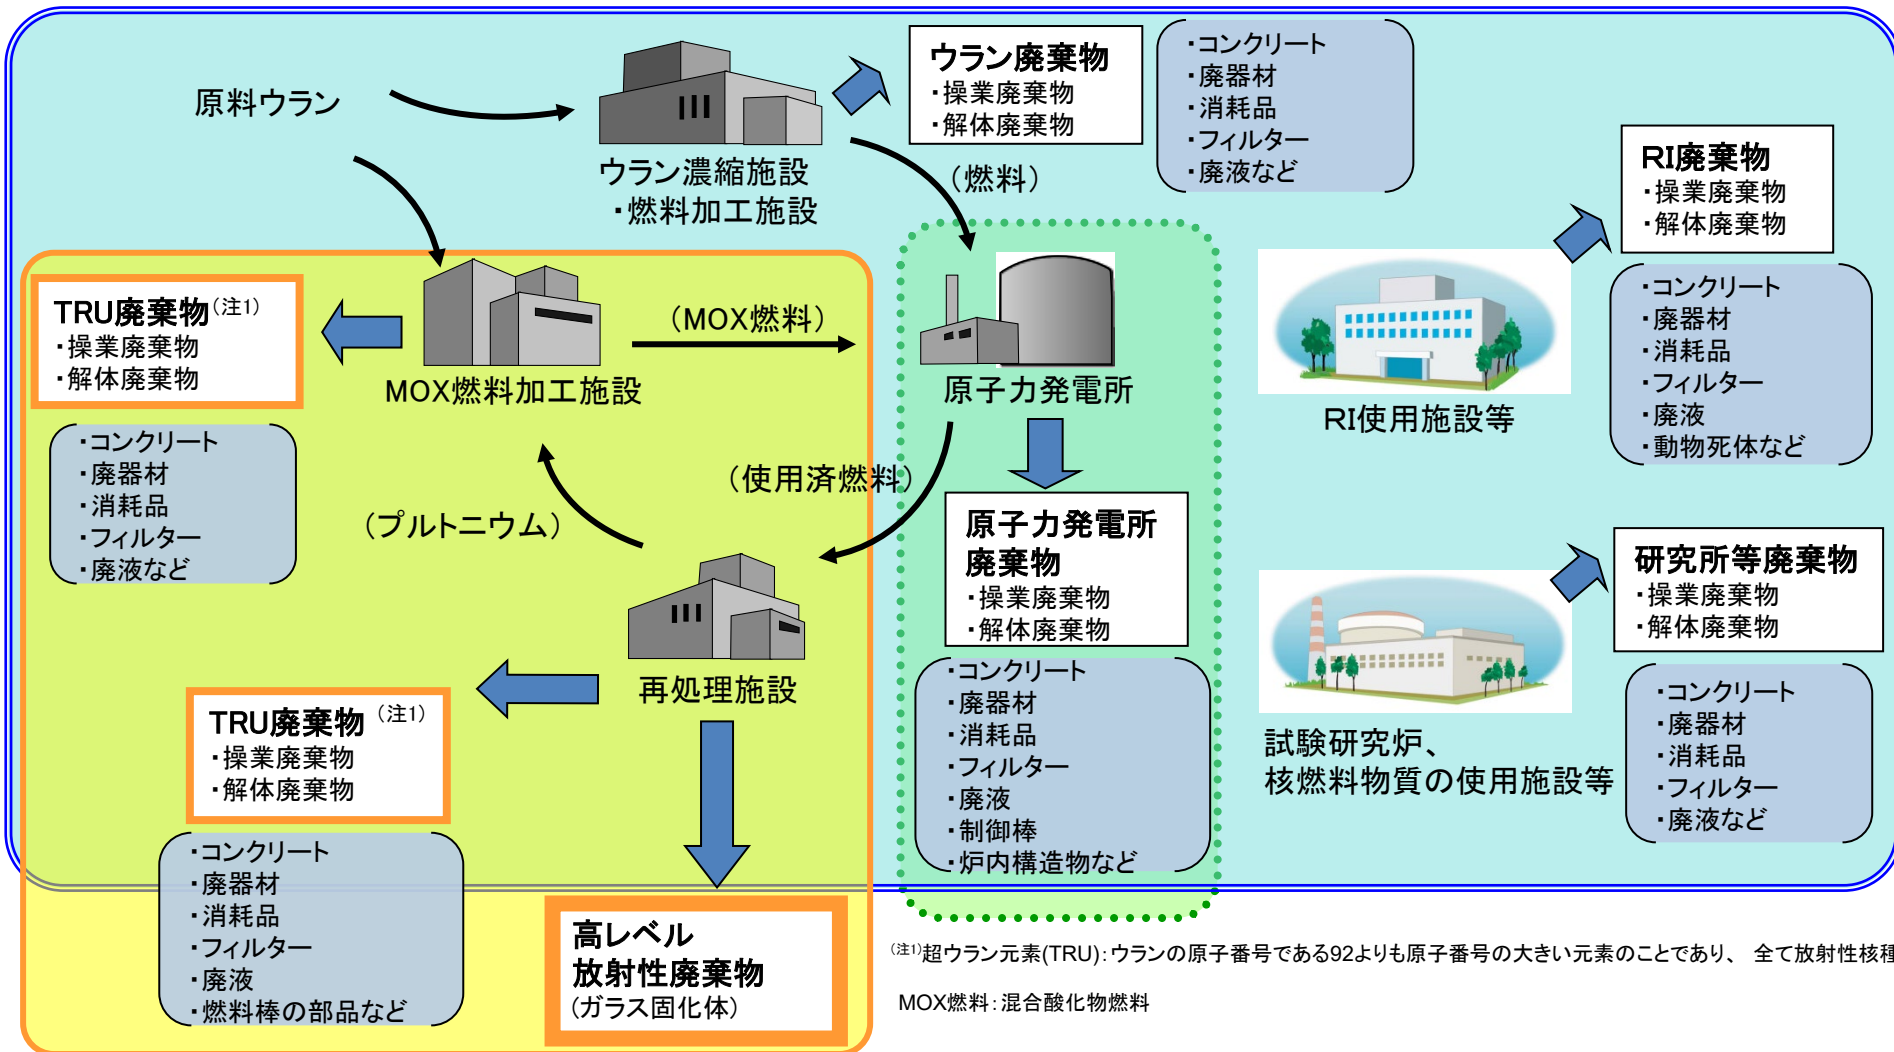 原料ウラン
ウラン濃縮施設
・燃料加工施設
ウラン廃棄物
・操業廃棄物
・解体廃棄物
・コンクリート
・廃器材
・消耗品
・フィルター
・廃液など
(燃料)
RI廃棄物
・操業廃棄物
・解体廃棄物
・コンクリート
・廃器材
・消耗品
・フィルター
・廃液
・動物死体など
RI使用施設等
TRU廃棄物(注1)
・操業廃棄物
・解体廃棄物
・コンクリート
・廃器材
・消耗品
・フィルター
・廃液など
MOX燃料加工施設
(MOX燃料)
原子力発電所
(使用済燃料)
(プルトニウム)
原子力発電所
廃棄物
・操業廃棄物
・解体廃棄物
・コンクリート
・廃器材
・消耗品
・フィルター
・廃液
・制御棒
・炉内構造物など
研究所等廃棄物
・操業廃棄物
・解体廃棄物
・コンクリート
・廃器材
・消耗品
・フィルター
・廃液など
試験研究炉、
核燃料物質の使用施設等
再処理施設
TRU廃棄物(注1)
・操業廃棄物
・解体廃棄物
・コンクリート
・廃器材
・消耗品
・フィルター
・廃液
・燃料棒の部品など
高レベル
放射性廃棄物
(ガラス固化体)
(注1)超ウラン元素(TRU):ウランの原子番号である92よりも原子番号の大きい元素のことであり、 全て放射性核種
MOX燃料:混合酸化物燃料